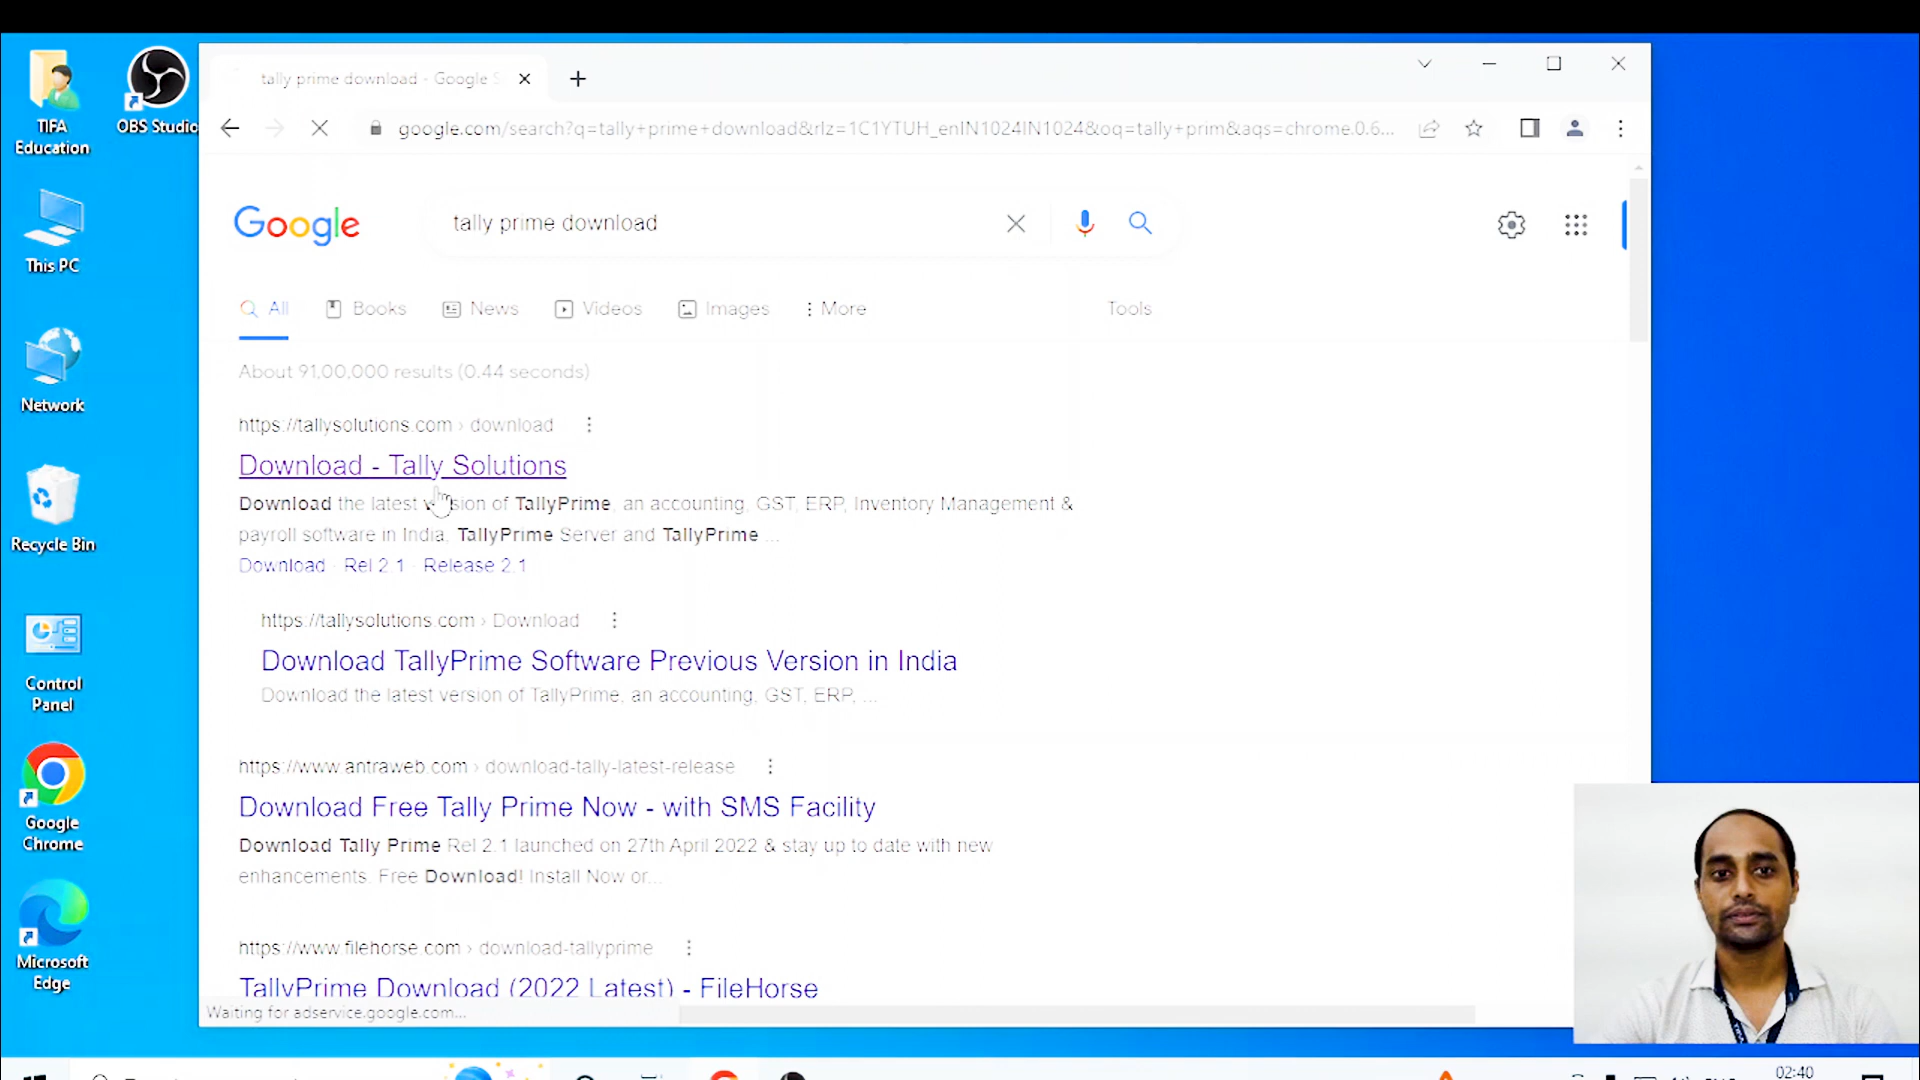 TIFA
Education
OBS Studio
This PC
Network
Recycle Bin
Control
Panel
Google
Chrome
Microsoft
Edge
tally prime download - Google S
google.com/search?q=tally+prime+download&rlz=1C1YTUH_enIN1024IN1024&oq=tally+prim&aqs=chrome.0.6...
Google
tally prime download
All
Books
News
Videos
Images
More
Tools
About 91,00,000 results (0.44 seconds)
https://tallysolutions.com › download
Download - Tally Solutions
Download the latest version of TallyPrime, an accounting, GST, ERP, Inventory Management &
payroll software in India, TallyPrime Server and TallyPrime ...
Download · Rel 2.1 · Release 2.1
https://tallysolutions.com › Download
Download TallyPrime Software Previous Version in India
Download the latest version of TallyPrime, an accounting, GST, ERP, ...
https://www.antraweb.com › download-tally-latest-release
Download Free Tally Prime Now - with SMS Facility
Download Tally Prime Rel 2.1 launched on 27th April 2022 & stay up to date with new
enhancements. Free Download! Install Now or...
https://www.filehorse.com › download-tallyprime
TallyPrime Download (2022 Latest) - FileHorse
Waiting for adservice.google.com...
02:40